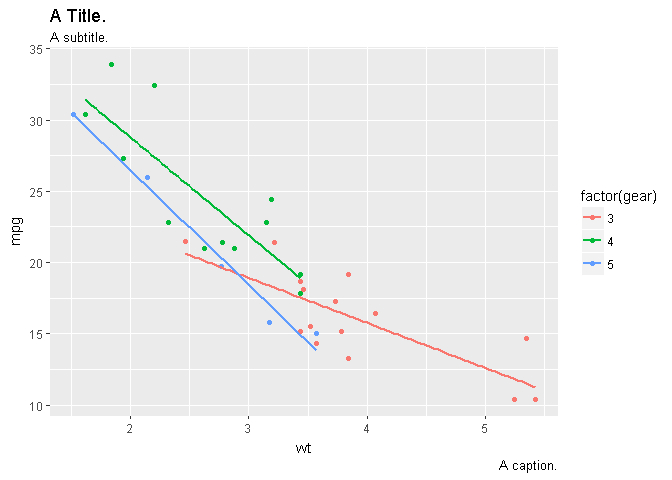 A Title.
A subtitle.
35
30
25
20
15
10
mpg
2 3 4 5
wt
factor(gear)
3
4
5
A caption.